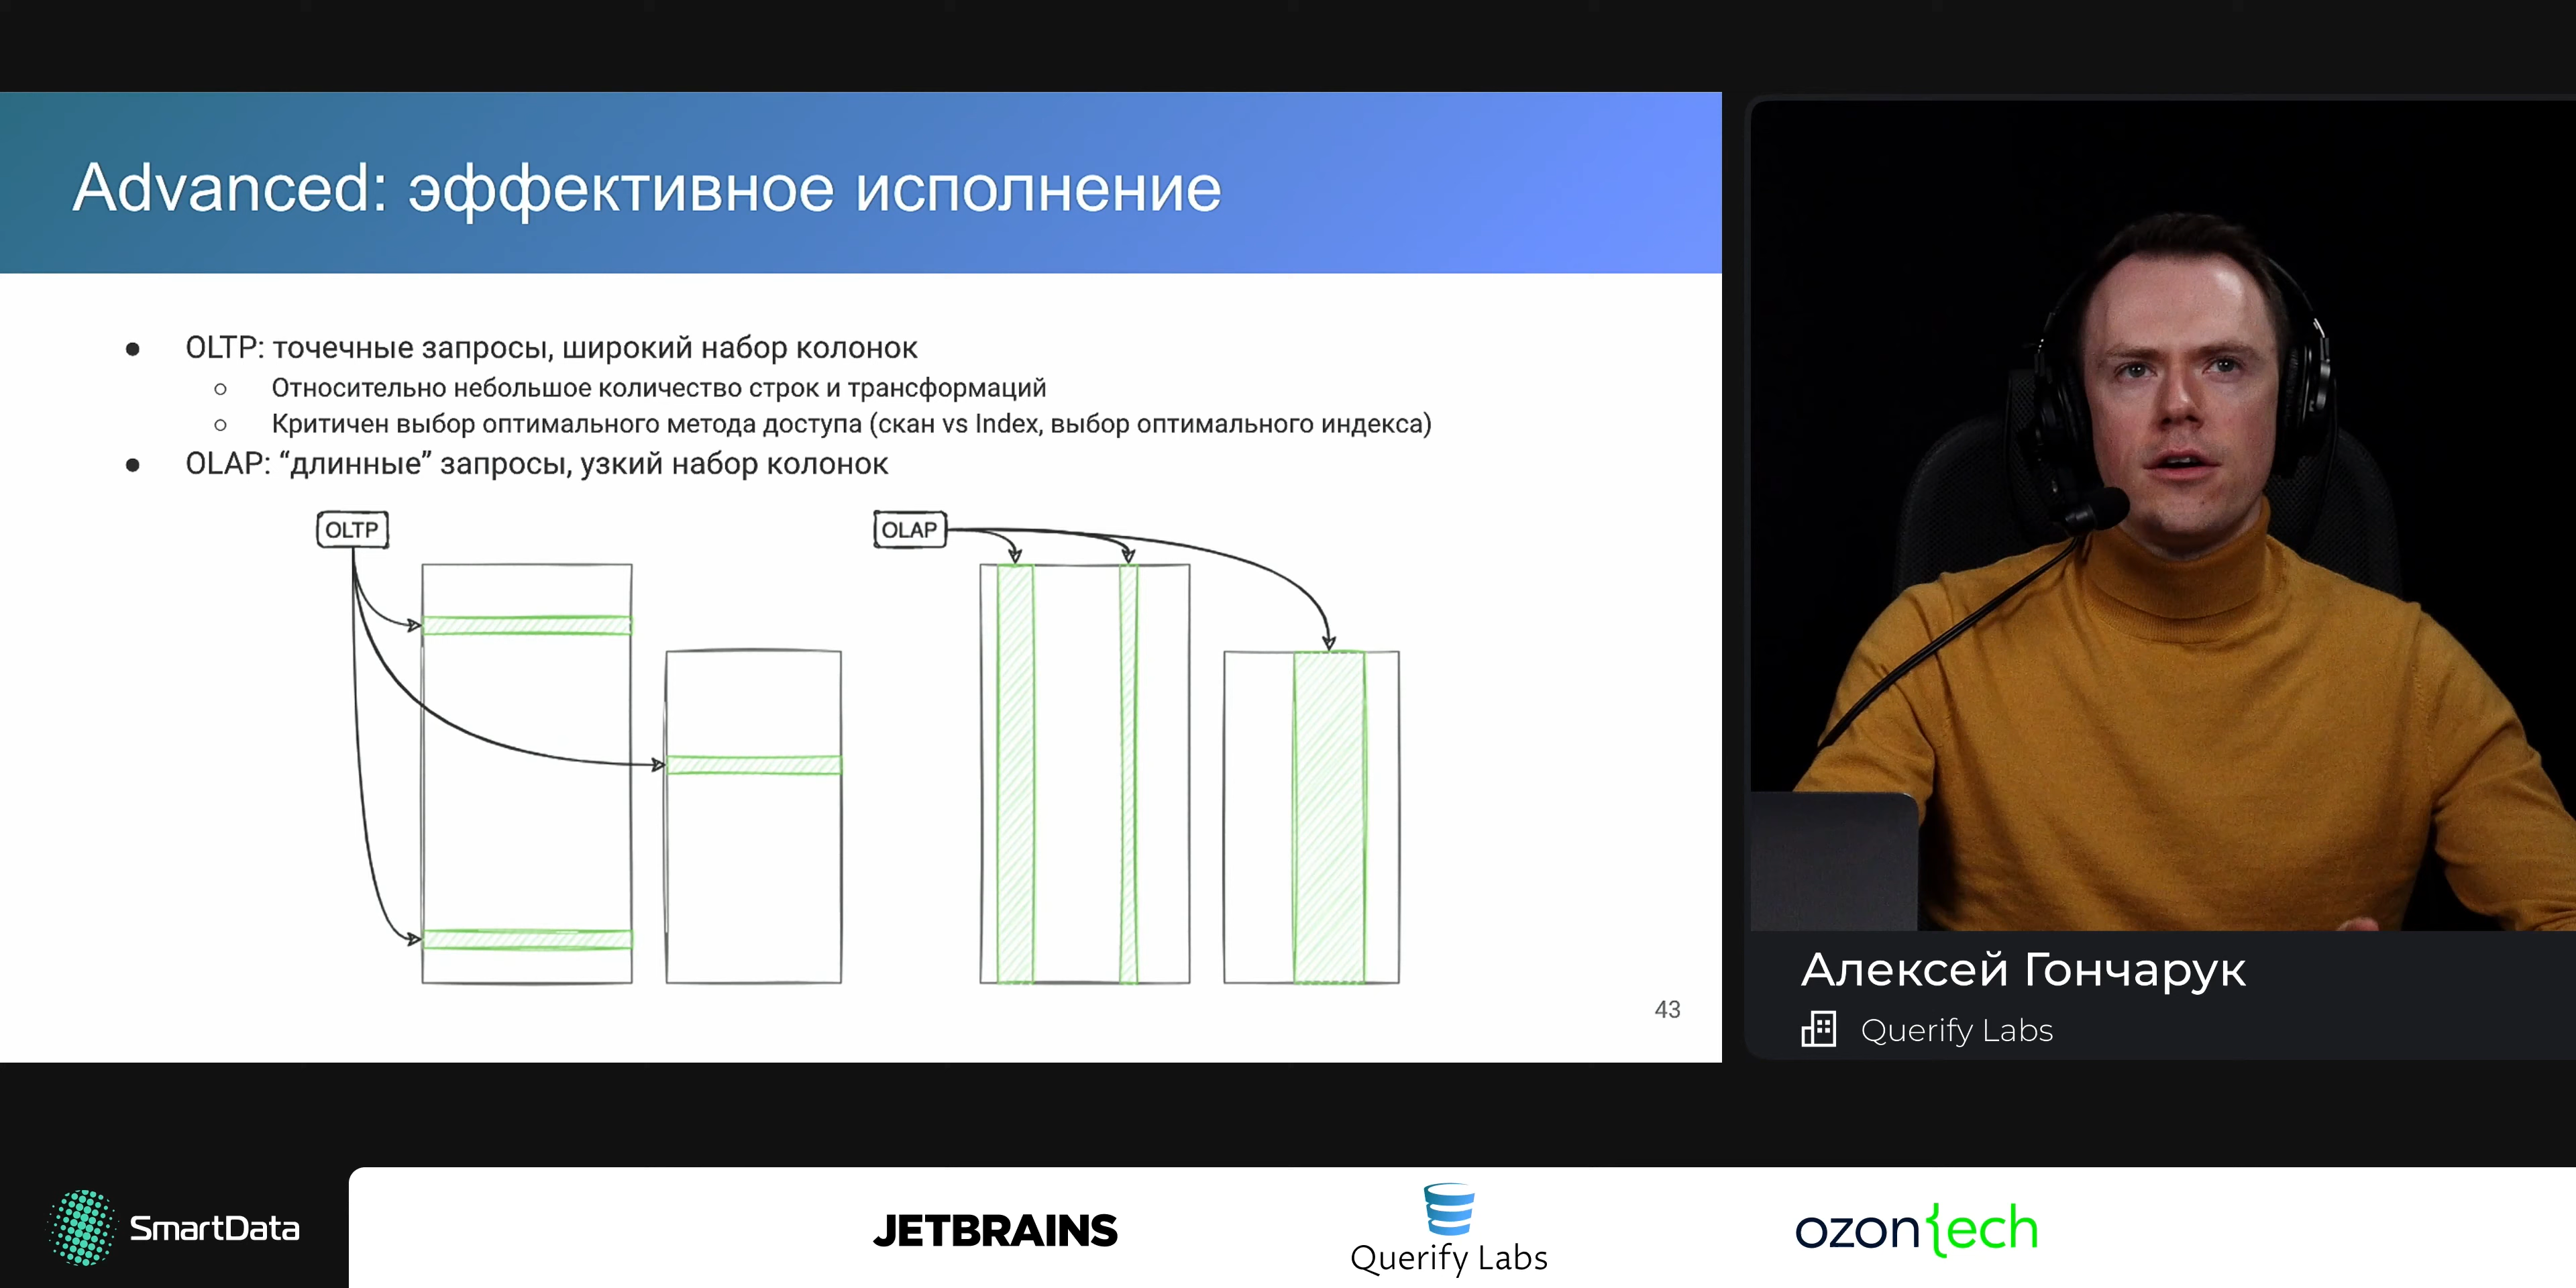 Advanced: эффективное исполнение
● OLTP: точечные запросы, широкий набор колонок
○ Относительно небольшое количество строк и трансформаций
○ Критичен выбор оптимального метода доступа (скан vs Index, выбор оптимального индекса)
● OLAP: “длинные” запросы, узкий набор колонок
OLTP
OLAP
43
Алексей Гончарук
Querify Labs
SmartData
JETBRAINS
Querify Labs
ozon{ech